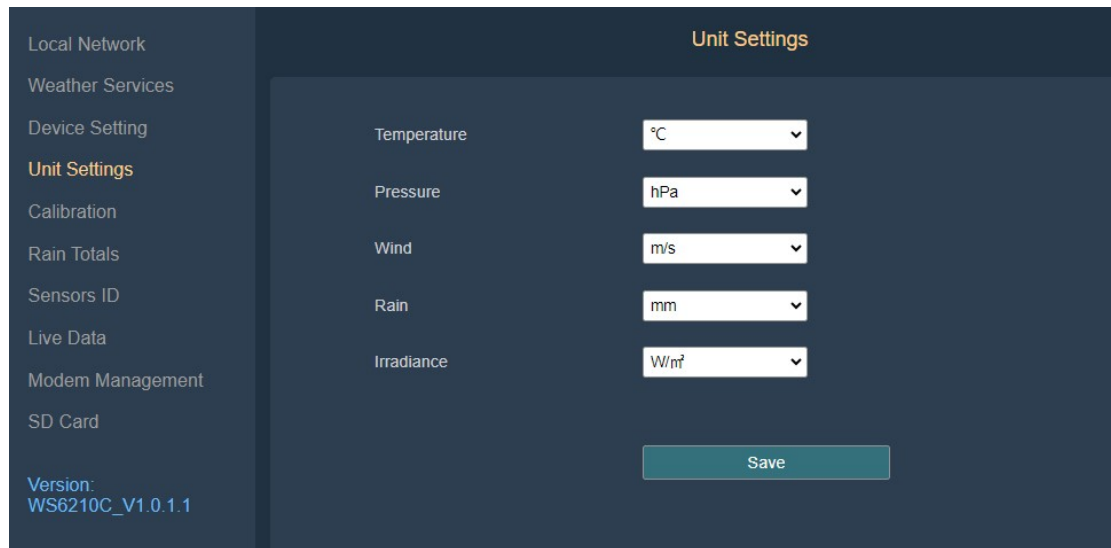 Local Network
Weather Services
Device Setting
Unit Settings
Calibration
Rain Totals
Sensors ID
Live Data
Modem Management
SD Card
Version:
WS6210C_V1.0.1.1
Unit Settings
Temperature ℃
Pressure hPa
Wind m/s
Rain mm
Irradiance W/㎡
Save